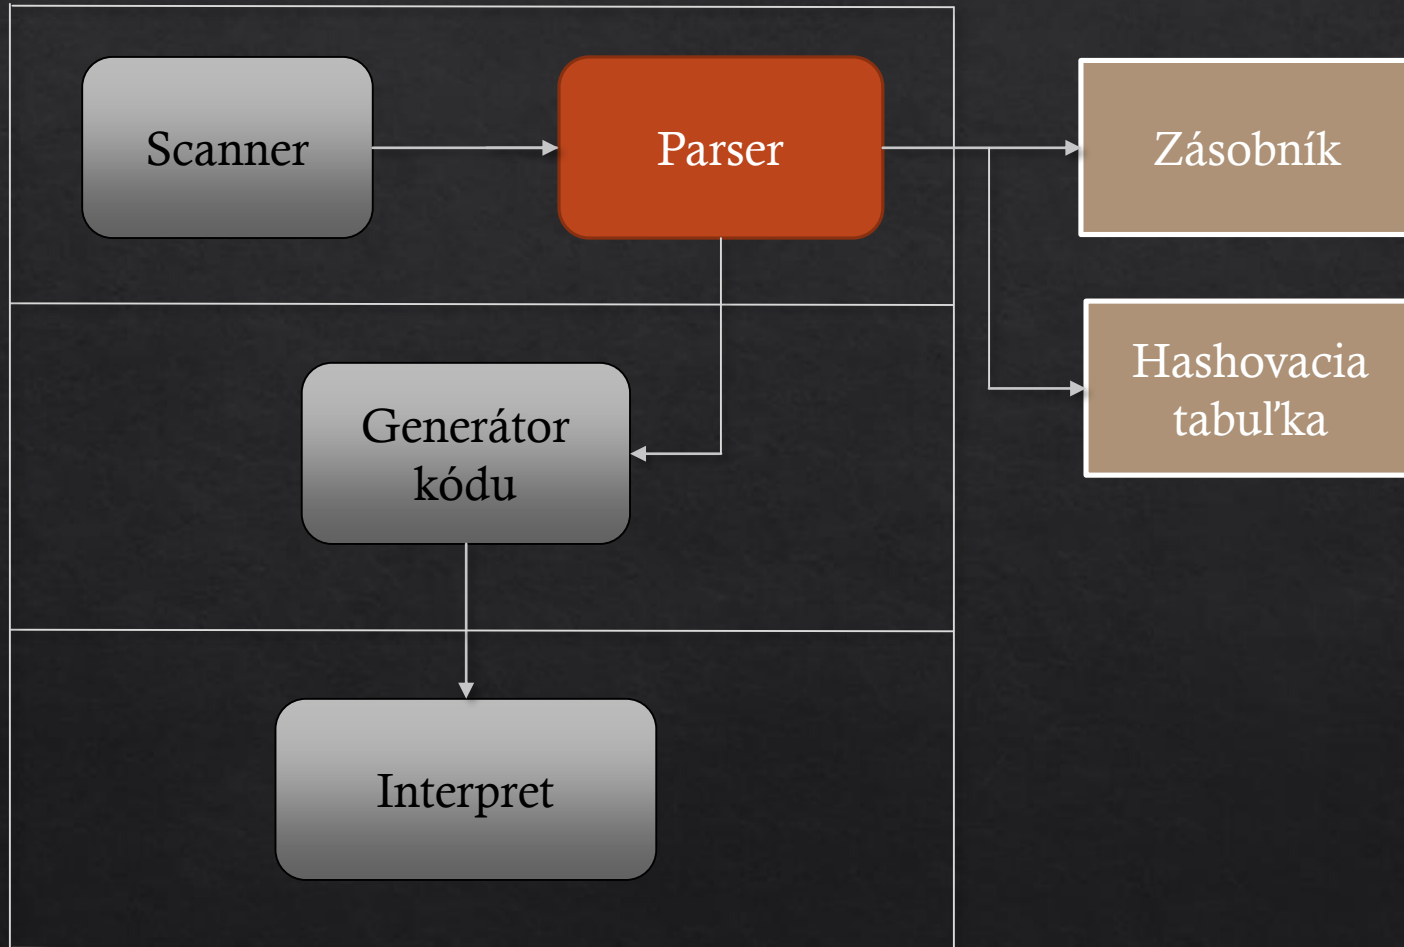 Scanner
Parser
Zásobník
Hashovacia
tabuľka
Generátor
kódu
Interpret